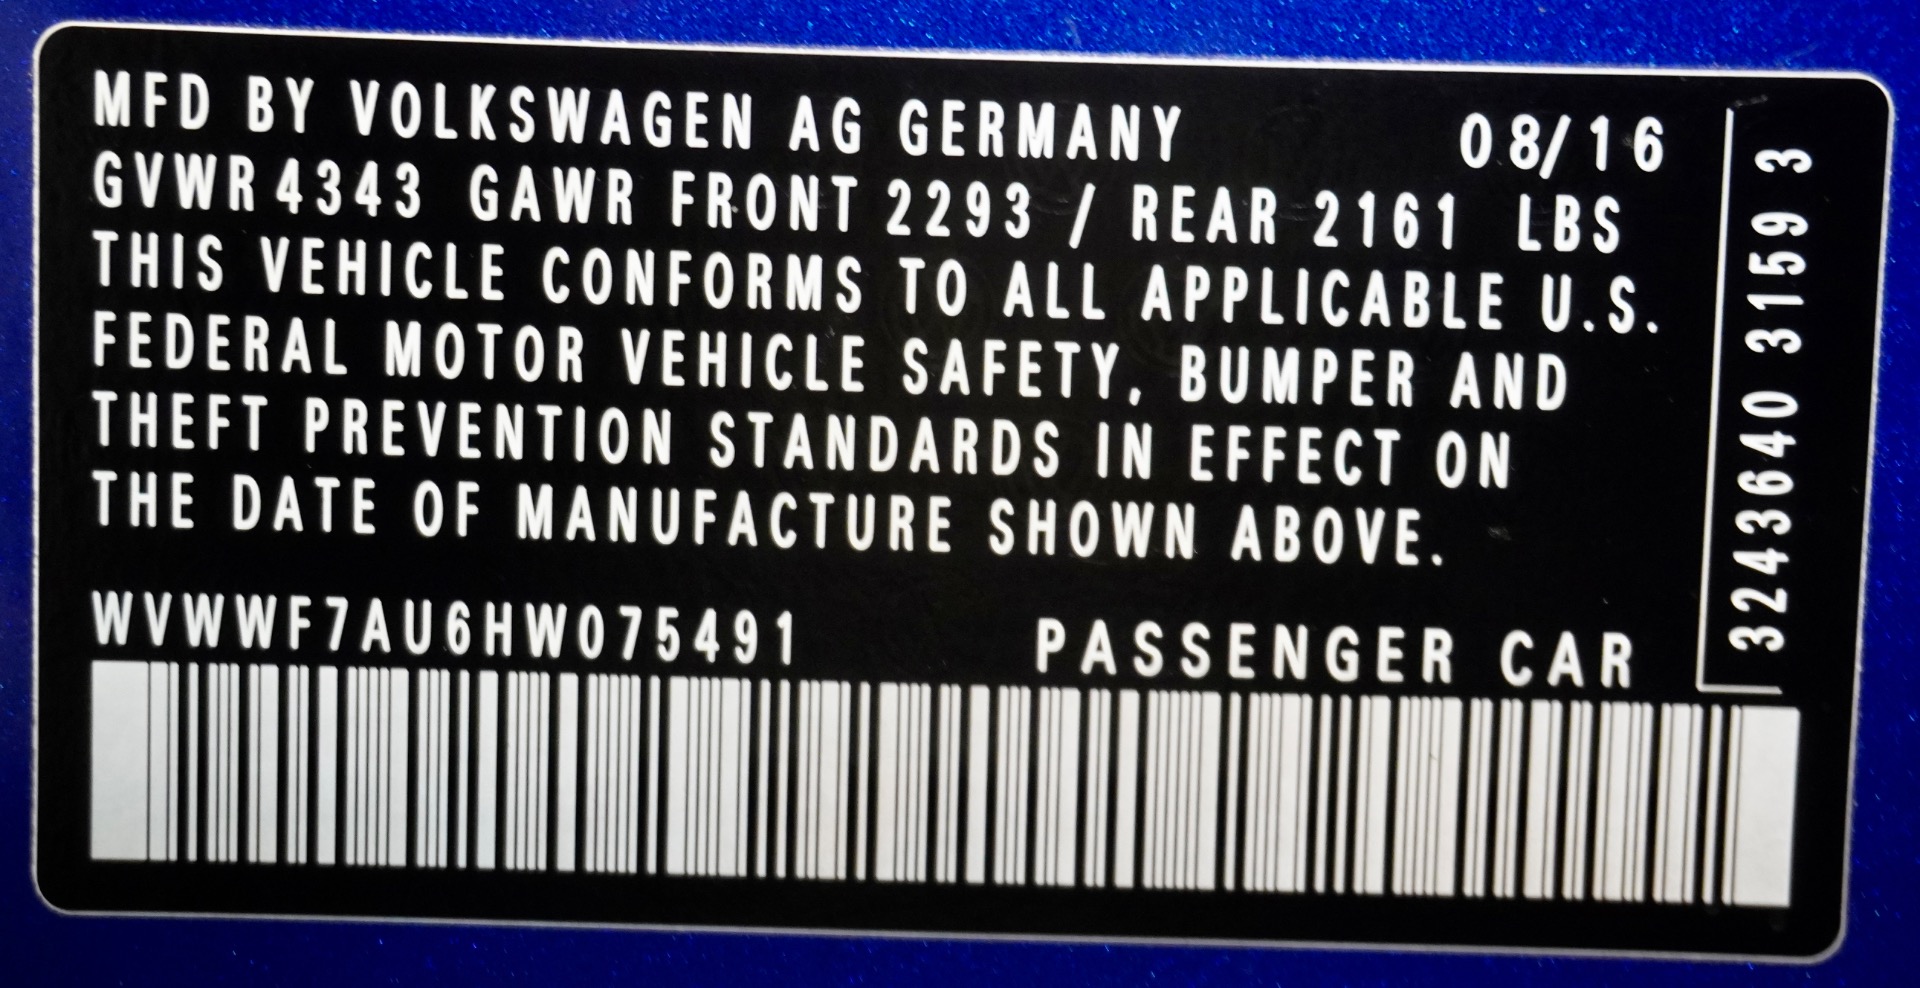 MFD BY VOLKSWAGEN AG GERMANY 08/16
GVWR 4343 GAWR FRONT 2293 / REAR 2161 LBS
THIS VEHICLE CONFORMS TO ALL APPLICABLE U.S.
FEDERAL MOTOR VEHICLE SAFETY, BUMPER AND
THEFT PREVENTION STANDARDS IN EFFECT ON
THE DATE OF MANUFACTURE SHOWN ABOVE.
WVWWF7AU6HW075491 PASSENGER CAR
3243640 3159 3